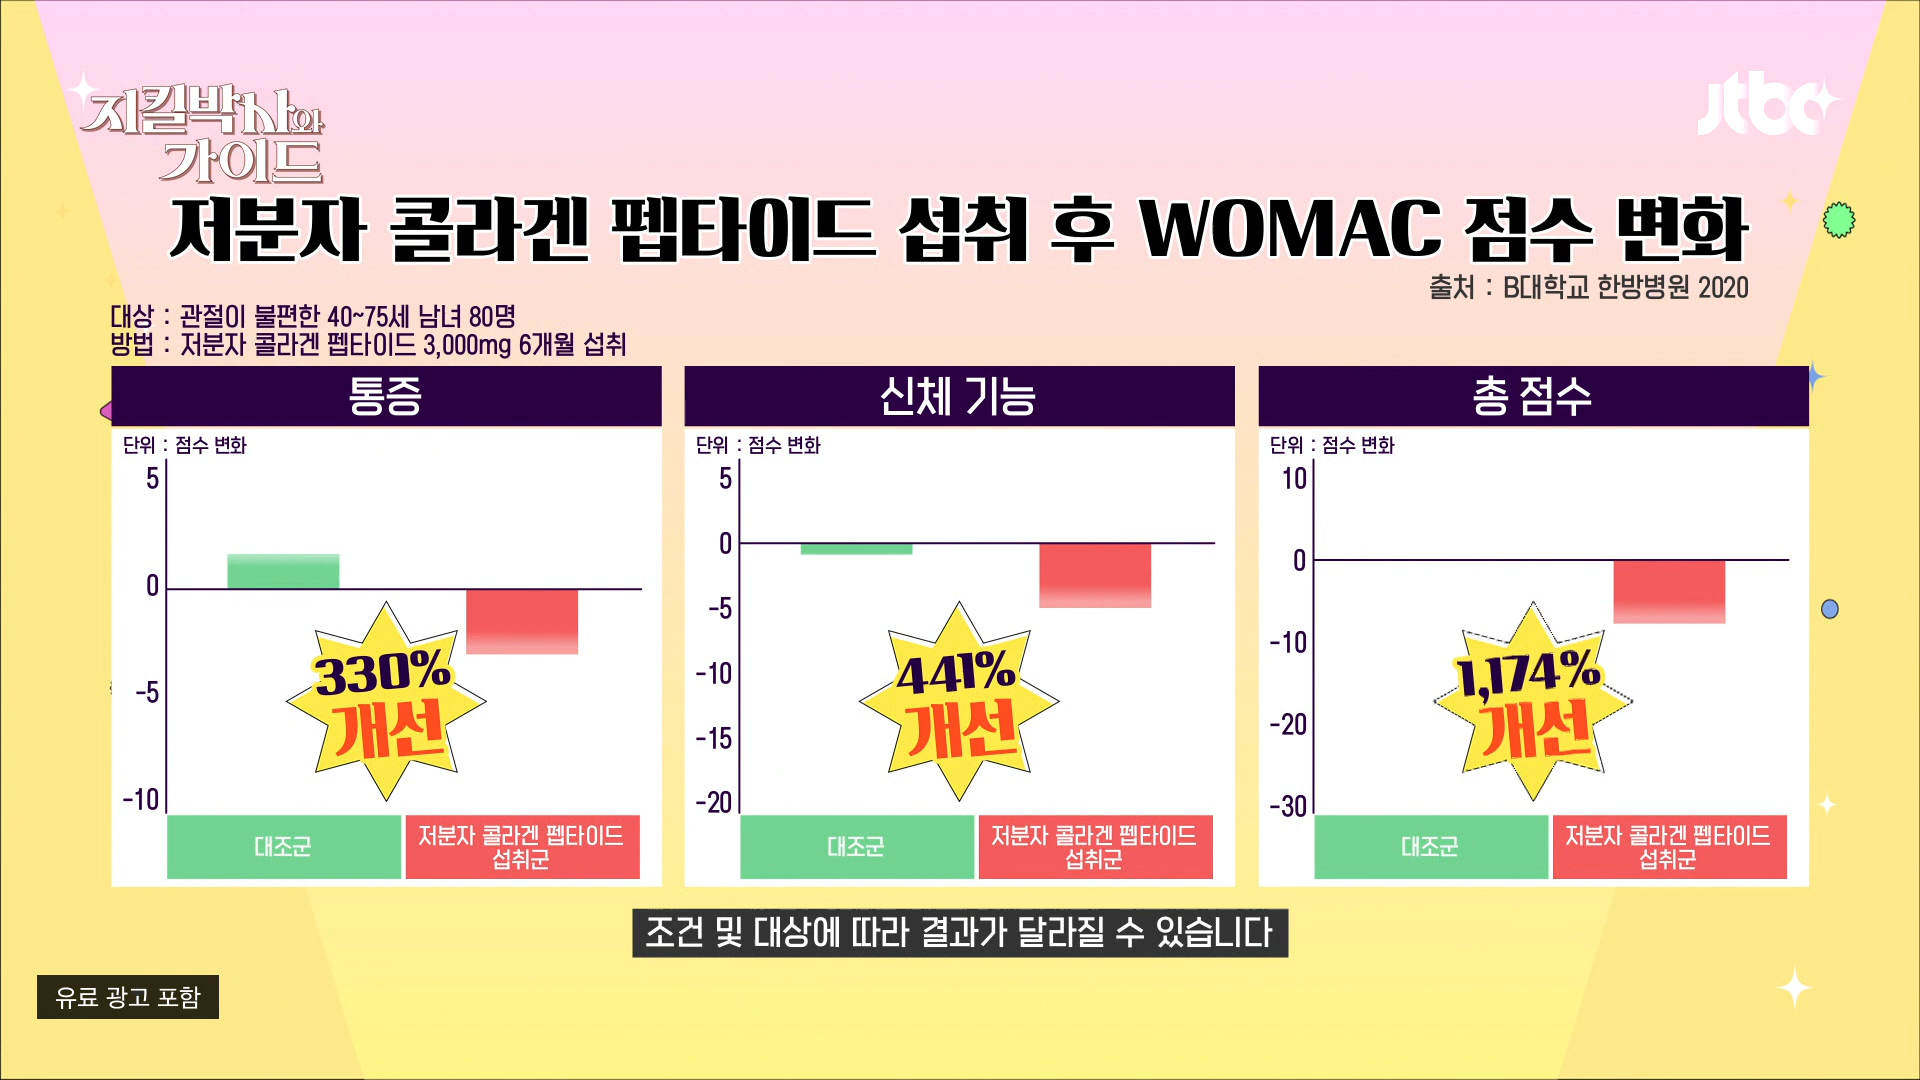 지킬박사와
가이드
jtbc
저분자 콜라겐 펩타이드 섭취 후 WOMAC 점수 변화
출처 : B대학교 한방병원 2020
대상 : 관절이 불편한 40~75세 남녀 80명
방법 : 저분자 콜라겐 펩타이드 3,000mg 6개월 섭취
통증
단위 : 점수 변화
5
0
-5
-10
330%
개선
대조군
저분자 콜라겐 펩타이드
섭취군
신체 기능
단위 : 점수 변화
5
0
-5
-10
-15
-20
441%
개선
대조군
저분자 콜라겐 펩타이드
섭취군
총 점수
단위 : 점수 변화
10
0
-10
-20
-30
1,174%
개선
대조군
저분자 콜라겐 펩타이드
섭취군
조건 및 대상에 따라 결과가 달라질 수 있습니다
유료 광고 포함